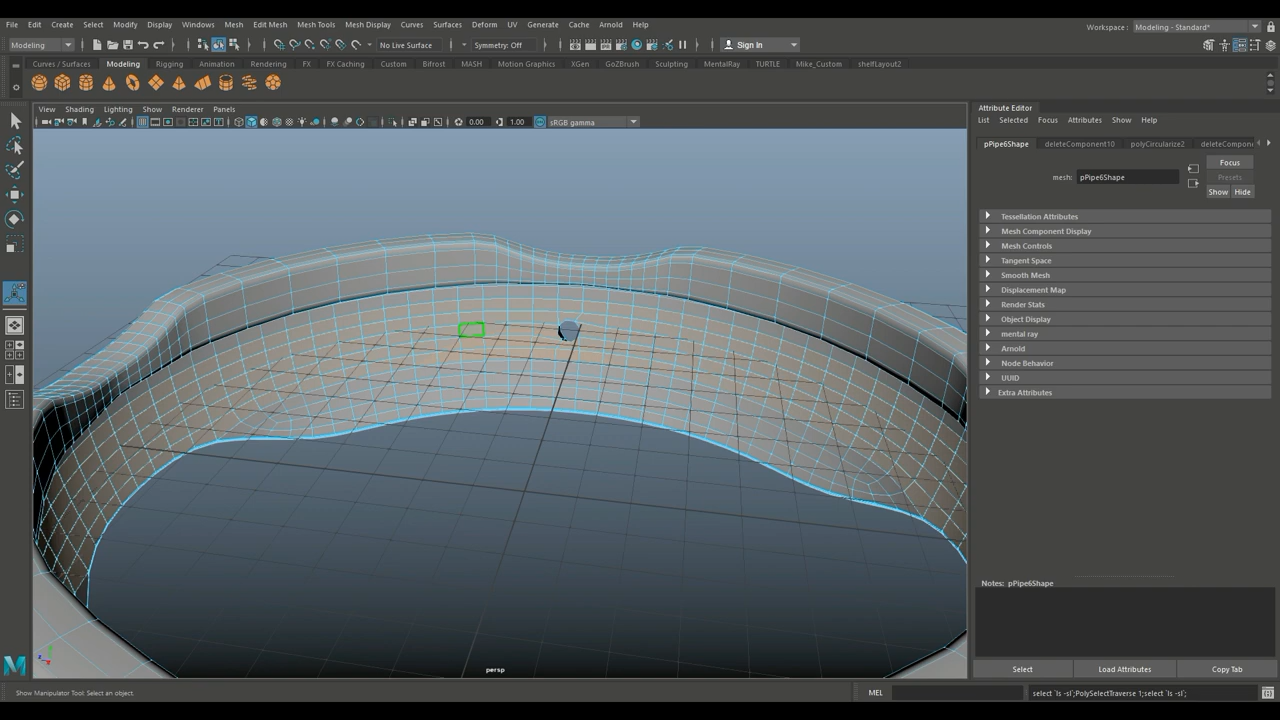 File Edit Create Select Modify Display Windows Mesh Edit Mesh Mesh Tools Mesh Display Curves Surfaces Deform UV Generate Cache Arnold Help
Workspace : Modeling - Standard*
Modeling No Live Surface Symmetry: Off Sign In
Curves / Surfaces Modeling Rigging Animation Rendering FX FX Caching Custom Bifrost MASH Motion Graphics XGen GoZBrush Sculpting MentalRay TURTLE Mike_Custom shelfLayout2
View Shading Lighting Show Renderer Panels
0.00 1.00 sRGB gamma
persp
Attribute Editor
List Selected Focus Attributes Show Help
pPipe6Shape deleteComponent10 polyCircularize2 deleteCompon
Focus
mesh: pPipe6Shape
Presets
Show Hide
Tessellation Attributes
Mesh Component Display
Mesh Controls
Tangent Space
Smooth Mesh
Displacement Map
Render Stats
Object Display
mental ray
Arnold
Node Behavior
UUID
Extra Attributes
Notes: pPipe6Shape
Select Load Attributes Copy Tab
Show Manipulator Tool: Select an object.
MEL
select `ls -sl`;PolySelectTraverse 1;select `ls -sl`;